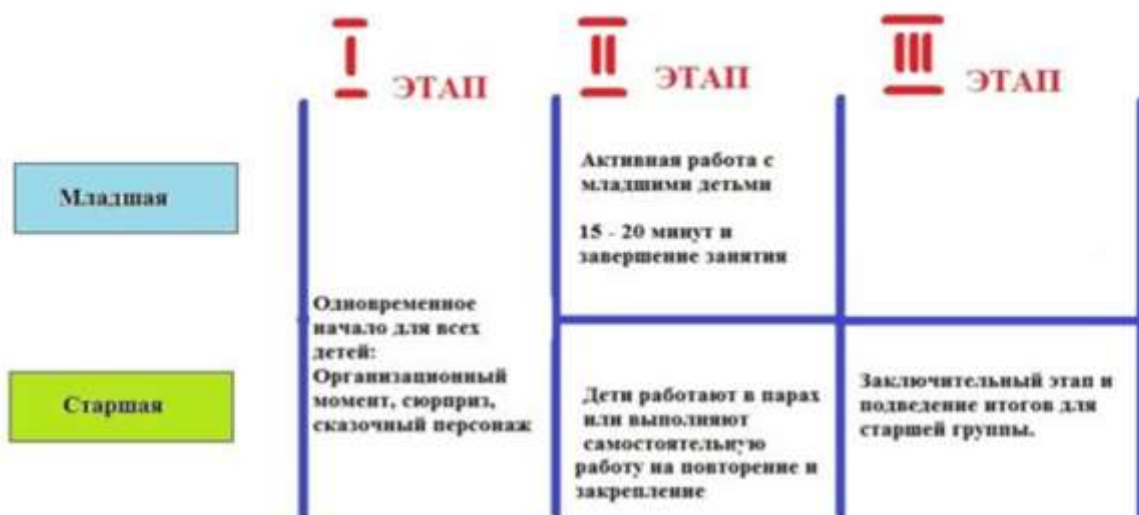 I ЭТАП
II ЭТАП
III ЭТАП
Младшая
Активная работа с
младшими детьми
15 - 20 минут и
завершение занятия
Одновременное
начало для всех
детей:
Организационный
момент, сюрприз,
сказочный персонаж
Старшая
Дети работают в парах
или выполняют
самостоятельную
работу на повторение и
закрепление
Заключительный этап и
подведение итогов для
старшей группы.